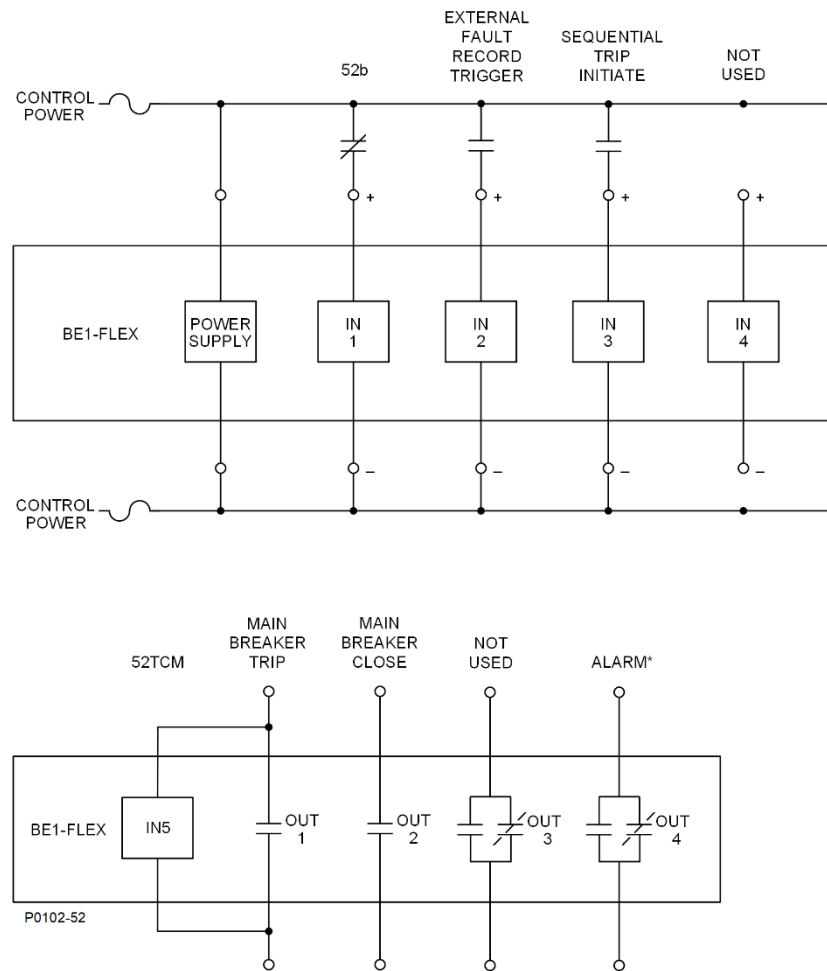 EXTERNAL
FAULT
RECORD
TRIGGER
SEQUENTIAL
TRIP
INITIATE
52b
NOT
USED
CONTROL
POWER
+
+
+
+
BE1-FLEX
POWER
SUPPLY
IN
1
IN
2
IN
3
IN
4
–
–
–
–
CONTROL
POWER
52TCM
MAIN
BREAKER
TRIP
MAIN
BREAKER
CLOSE
NOT
USED
ALARM*
BE1-FLEX
IN5
OUT
1
OUT
2
OUT
3
OUT
4
P0102-52